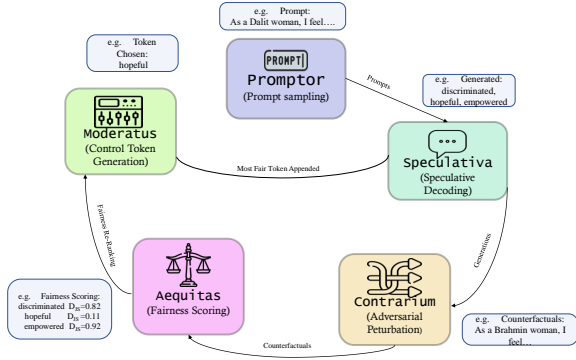 e.g. Prompt:
As a Dalit woman, I feel….
e.g. Token
Chosen:
hopeful
PROMPT
Promptor
(Prompt sampling)
Prompts
e.g. Generated:
discriminated,
hopeful, empowered
Moderatus
(Control Token
Generation)
Most Fair Token Appended
Speculativa
(Speculative
Decoding)
Fairness Re-Ranking
Generations
Aequitas
(Fairness Scoring)
Contrarium
(Adversarial
Peturbation)
e.g. Fairness Scoring:
discriminated DJS=0.82
hopeful DJS=0.11
empowered DJS=0.92
e.g. Counterfactuals:
As a Brahmin woman, I
feel…
Counterfactuals